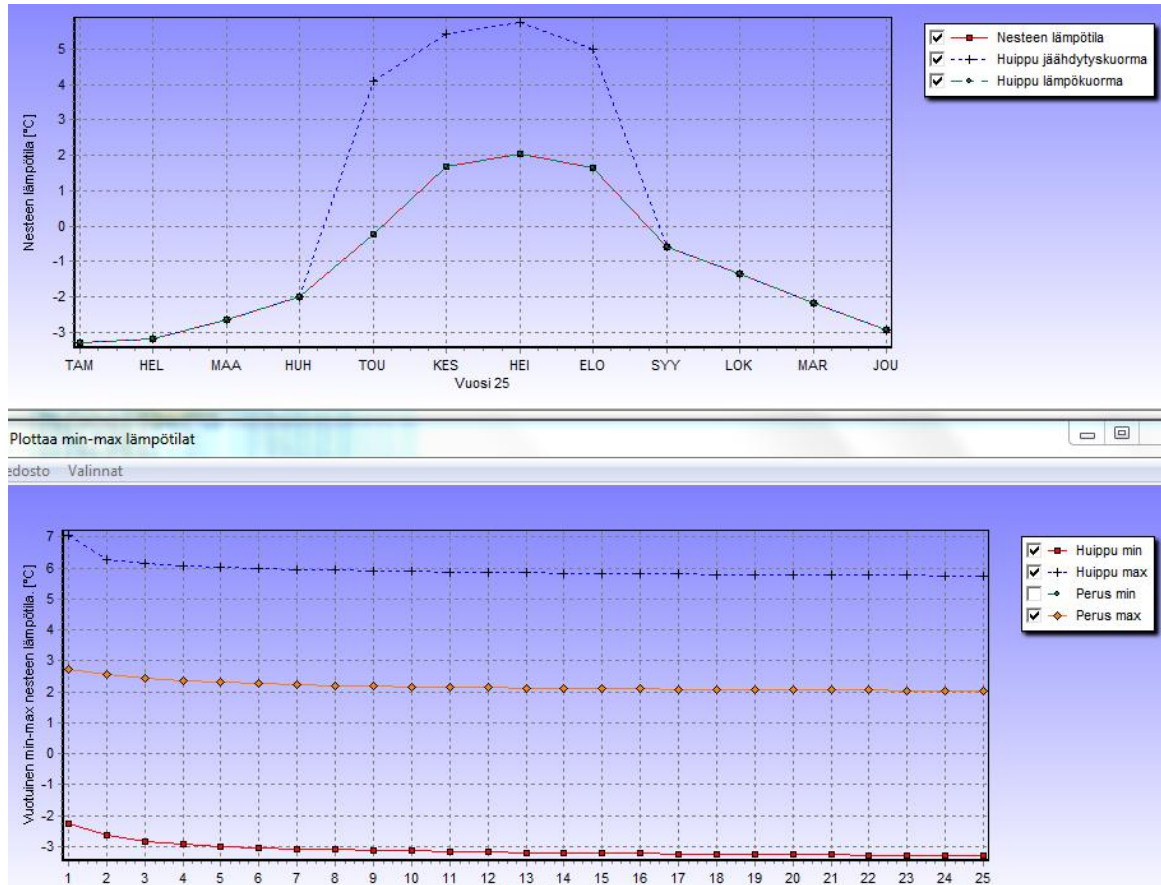 Nesteen lämpötila [°C]
5
4
3
2
1
0
-1
-2
-3
TAM HEL MAA HUH TOU KES HEI ELO SYY LOK MAR JOU
Vuosi 25
Nesteen lämpötila
Huippu jäähdytyskuorma
Huippu lämpökuorma
Plottaa min-max lämpötilat
edosto Valinnat
Vuotuinen min-max nesteen lämpötila. [°C]
7
6
5
4
3
2
1
0
-1
-2
-3
1 2 3 4 5 6 7 8 9 10 11 12 13 14 15 16 17 18 19 20 21 22 23 24 25
Huippu min
Huippu max
Perus min
Perus max